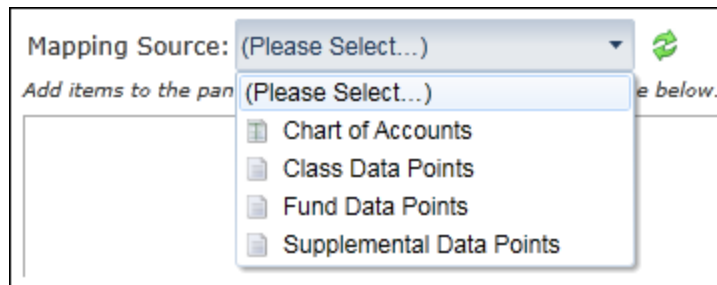 Mapping Source: (Please Select...)
Add items to the pan e below.
(Please Select...)
Chart of Accounts
Class Data Points
Fund Data Points
Supplemental Data Points